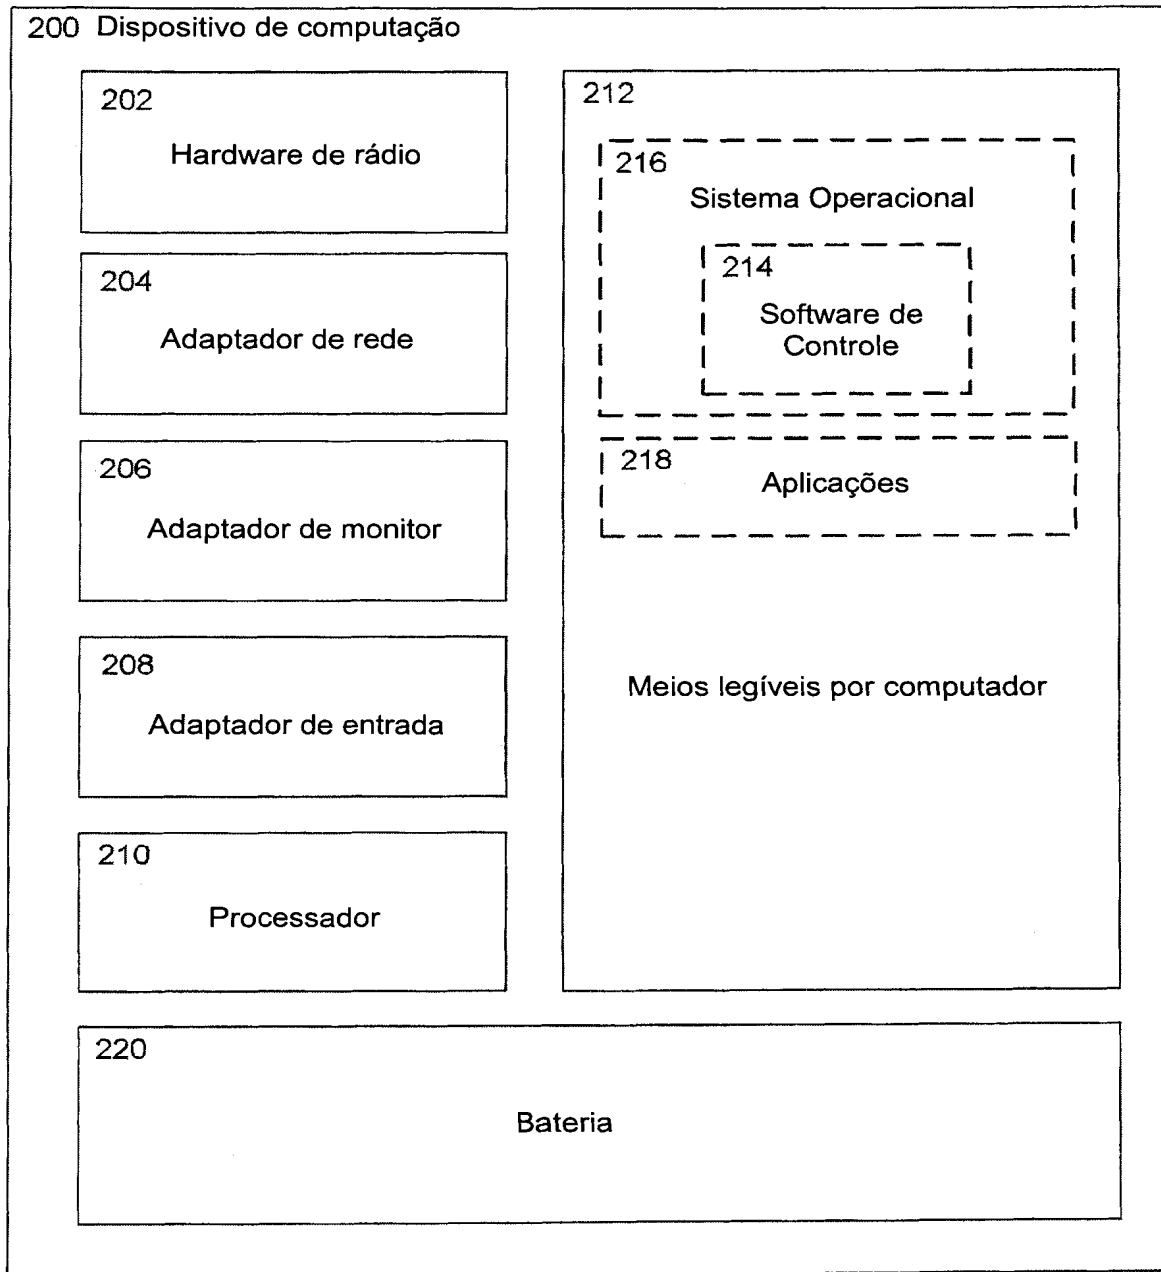 200 Dispositivo de computação
202
Hardware de rádio
204
Adaptador de rede
206
Adaptador de monitor
208
Adaptador de entrada
210
Processador
212
216
Sistema Operacional
214
Software de
Controle
218
Aplicações
Meios legíveis por computador
220
Bateria